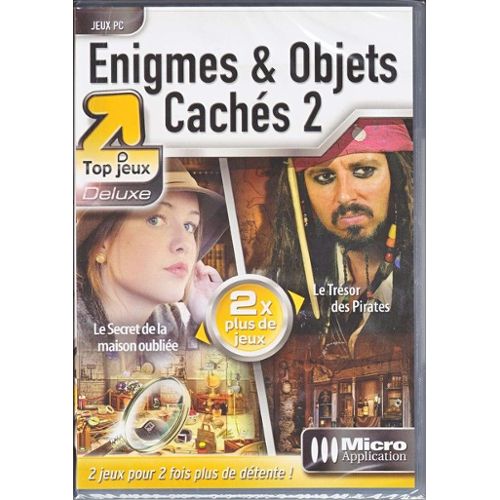 JEUX PC
Enigmes & Objets
Cachés 2
Top jeux
Deluxe
Le Trésor
des Pirates
2x
plus de
jeux
Le Secret de la
maison oubliée
Micro
Application
2 jeux pour 2 fois plus de détente !